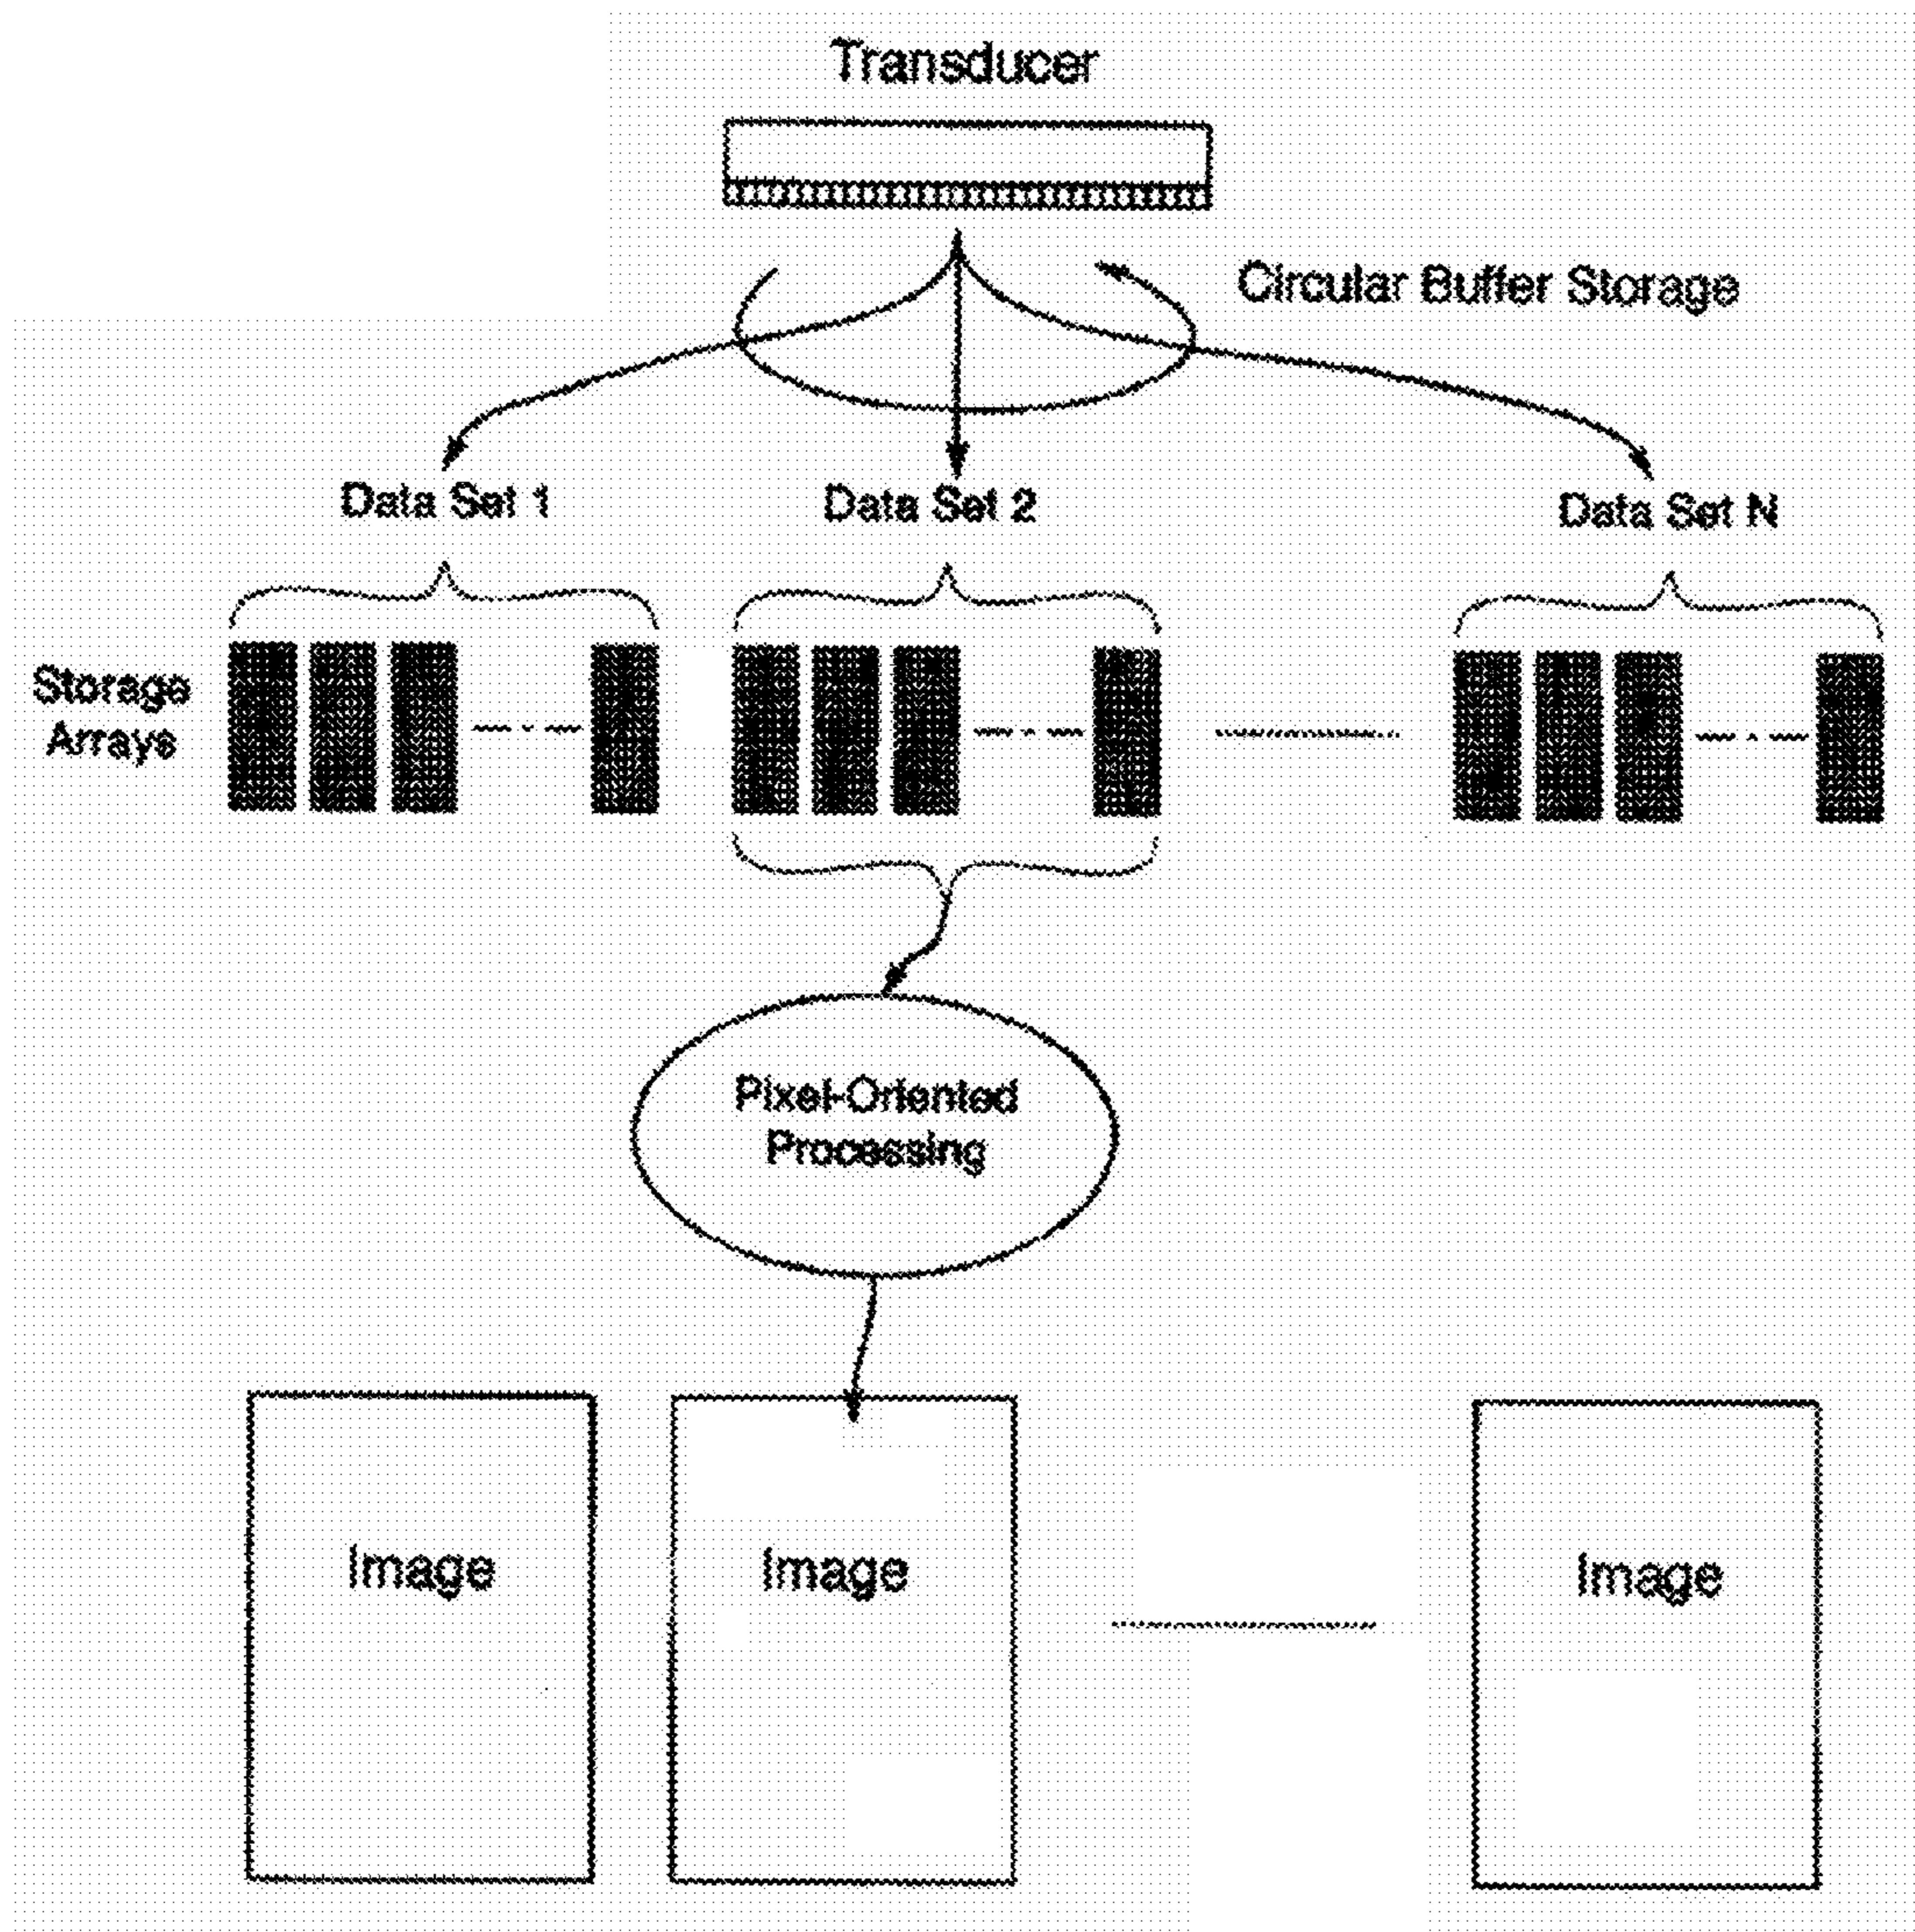 Transducer
Circular Buffer Storage
Data Set 1
Data Set 2
Data Set N
Storage
Arrays
Pixel-Oriented
Processing
Image
Image
Image